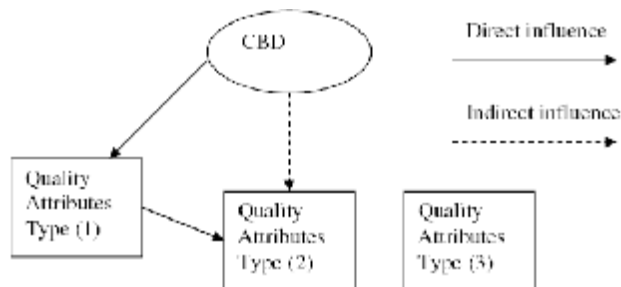 CBD
Direct influence
Indirect influence
Quality
Attributes
Type (1)
Quality
Attributes
Type (2)
Quality
Attributes
Type (3)